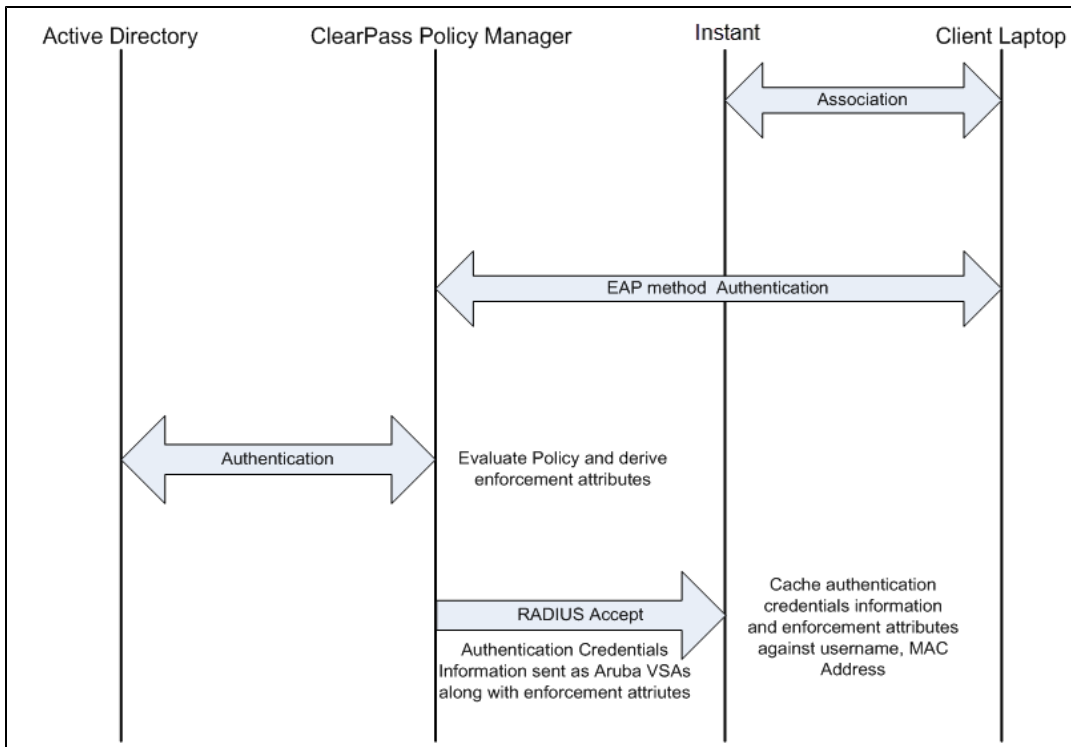 Active Directory
ClearPass Policy Manager
Instant
Client Laptop
Association
EAP method Authentication
Authentication
Evaluate Policy and derive
enforcement attributes
RADIUS Accept
Authentication Credentials
Information sent as Aruba VSAs
along with enforcement attriutes
Cache authentication
credentials information
and enforcement attributes
against username, MAC
Address